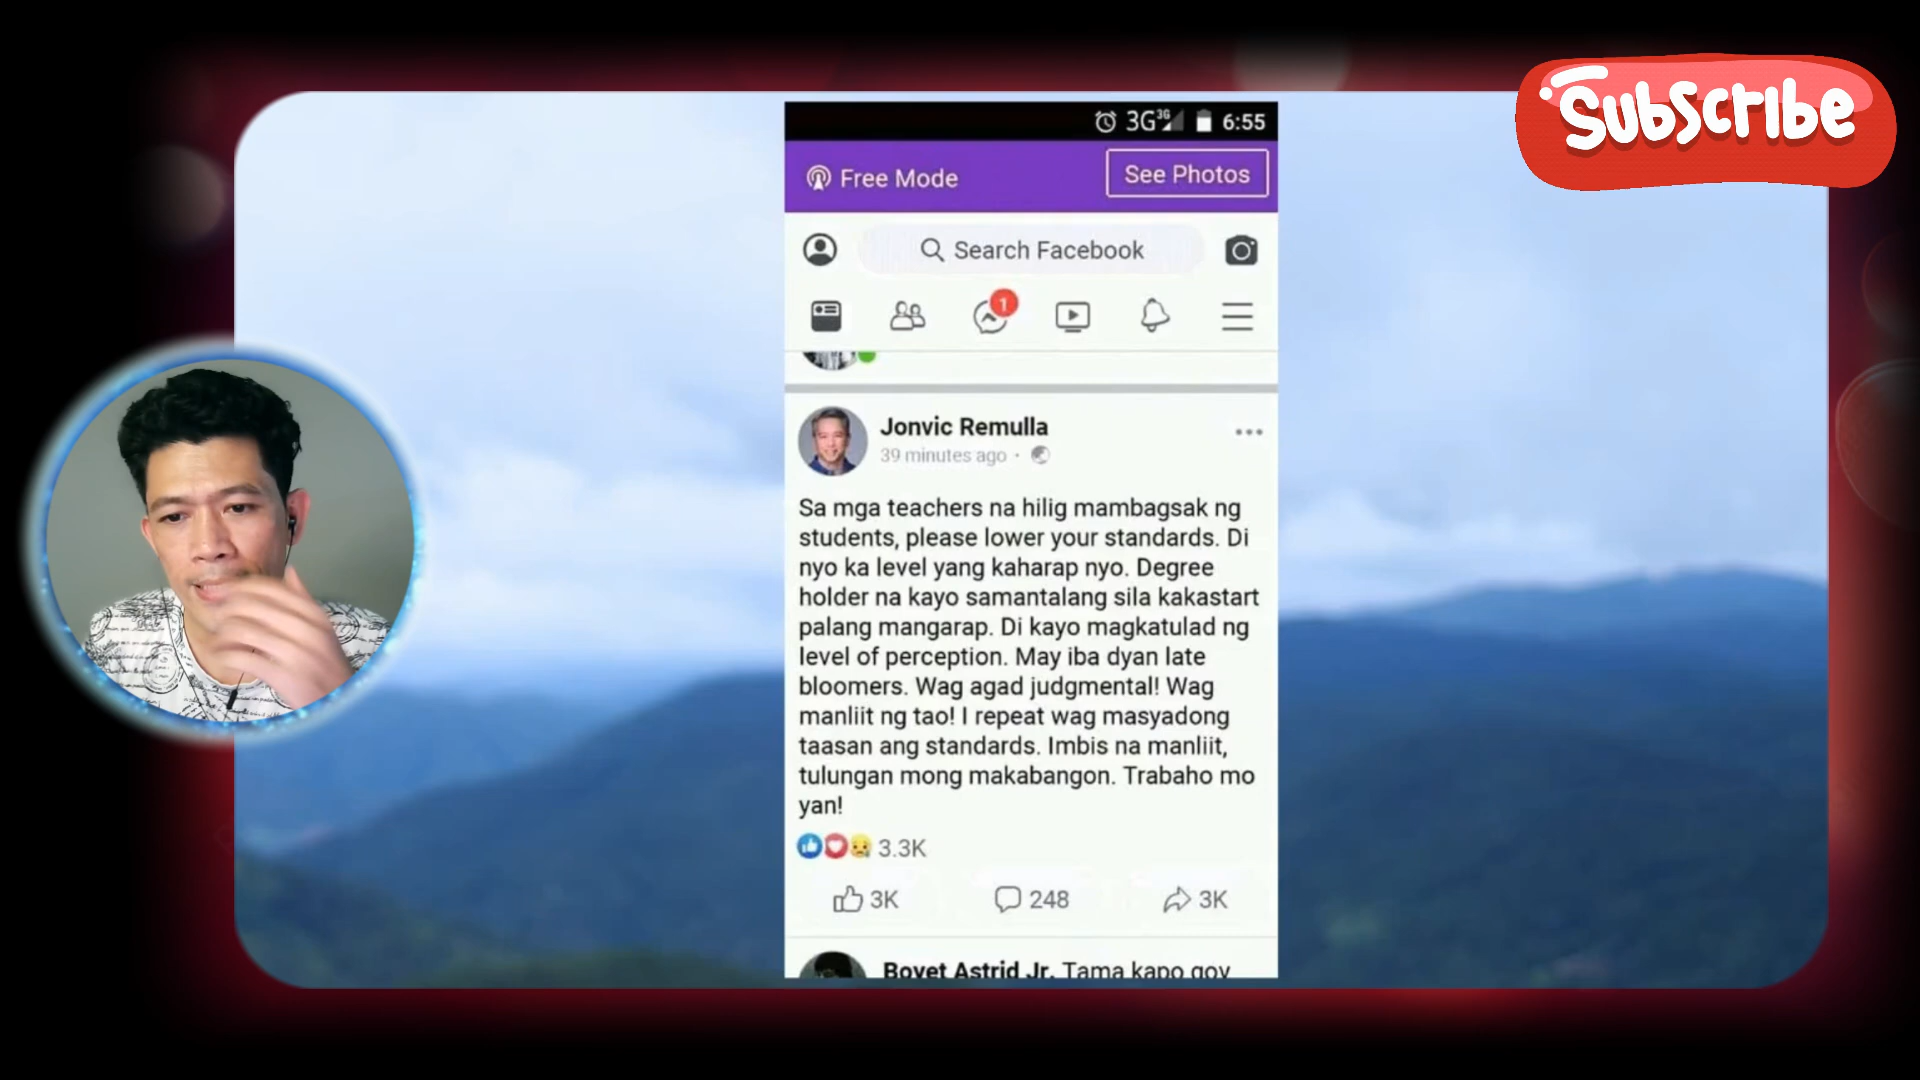 SUBSCRIBE
3G 3G 6:55
Free Mode
See Photos
Search Facebook
1
Jonvic Remulla
39 minutes ago ·
Sa mga teachers na hilig mambagsak ng
students, please lower your standards. Di
nyo ka level yang kaharap nyo. Degree
holder na kayo samantalang sila kakastart
palang mangarap. Di kayo magkatulad ng
level of perception. May iba dyan late
bloomers. Wag agad judgmental! Wag
manliit ng tao! I repeat wag masyadong
taasan ang standards. Imbis na manliit,
tulungan mong makabangon. Trabaho mo
yan!
3.3K
3K 248 3K
Bovet Astrid Jr. Tama kapo gov